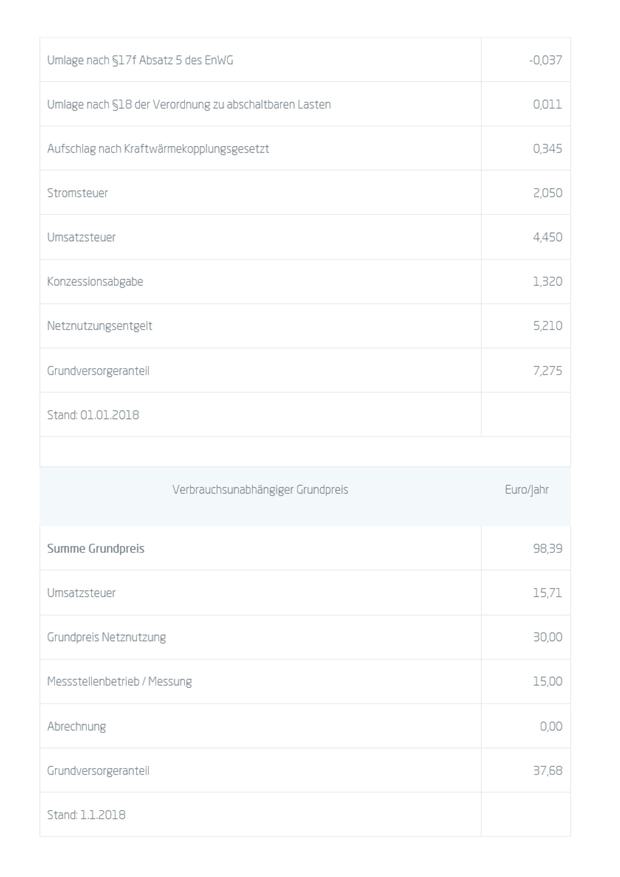 Umlage nach §17f Absatz 5 des EnWG -0,037
Umlage nach §18 der Verordnung zu abschaltbaren Lasten 0,011
Aufschlag nach Kraftwärmekopplungsgesetzt 0,345
Stromsteuer 2,050
Umsatzsteuer 4,450
Konzessionsabgabe 1,320
Netznutzungsentgelt 5,210
Grundversorgeranteil 7,275
Stand: 01.01.2018
Verbrauchsunabhängiger Grundpreis Euro/Jahr
Summe Grundpreis 98,39
Umsatzsteuer 15,71
Grundpreis Netznutzung 30,00
Messstellenbetrieb / Messung 15,00
Abrechnung 0,00
Grundversorgeranteil 37,68
Stand: 1.1.2018